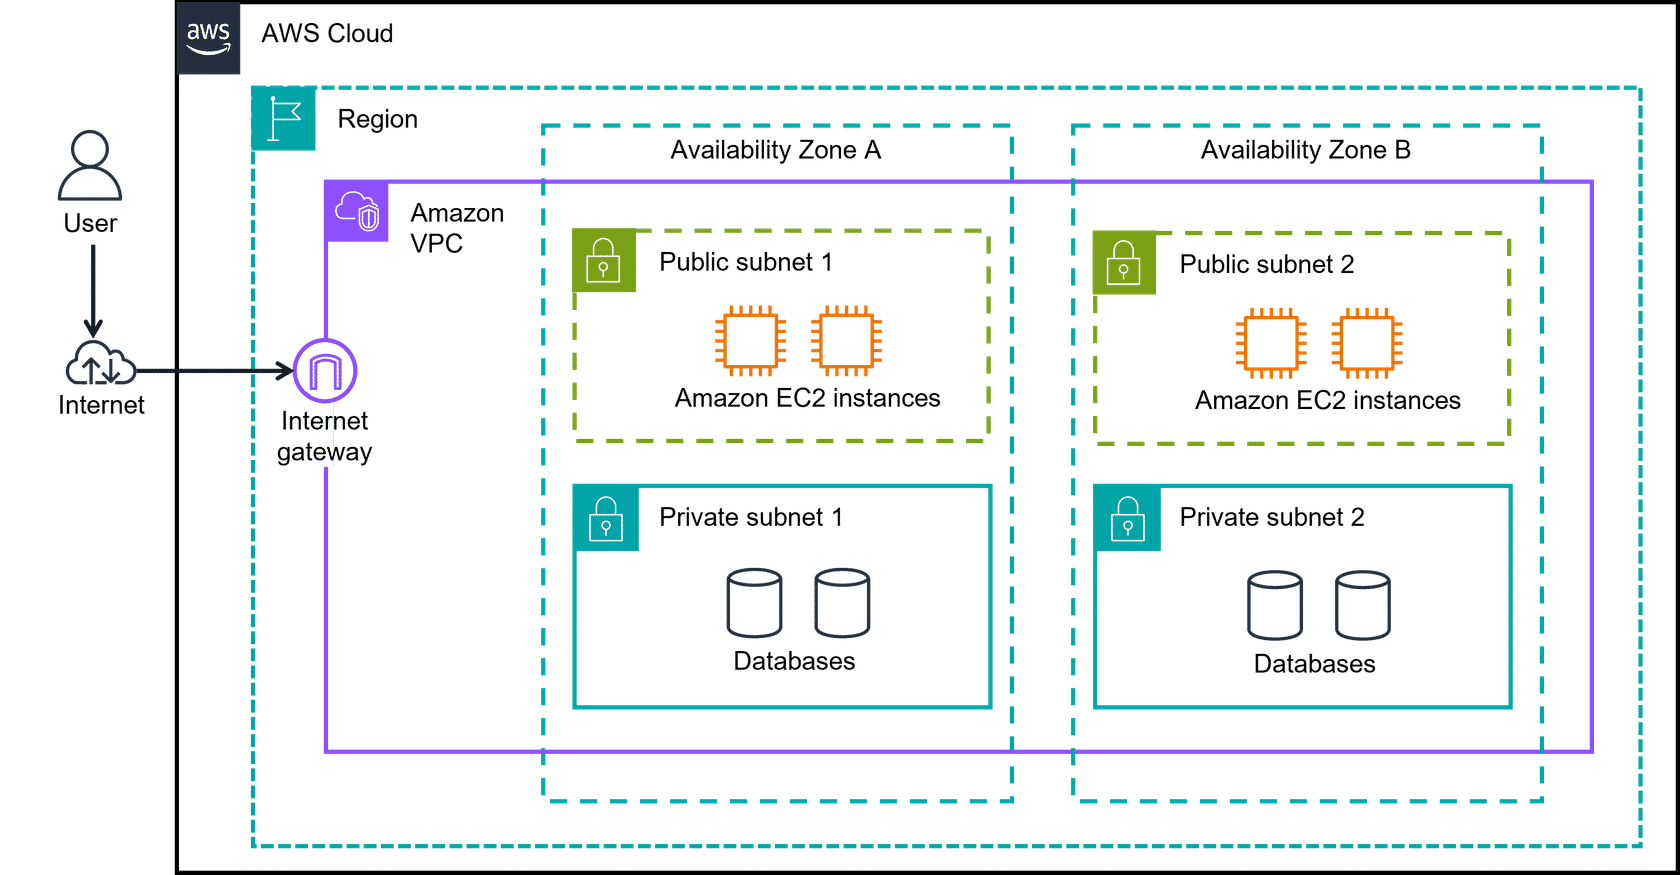 aws
AWS Cloud
Region
Availability Zone A
Availability Zone B
User
Amazon
VPC
Public subnet 1
Public subnet 2
Amazon EC2 instances
Amazon EC2 instances
Internet
Internet
gateway
Private subnet 1
Private subnet 2
Databases
Databases